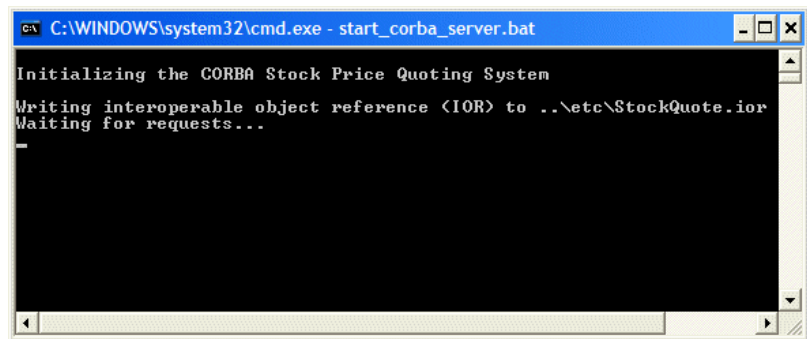 C:\WINDOWS\system32\cmd.exe - start_corba_server.bat
Initializing the CORBA Stock Price Quoting System
Writing interoperable object reference (IOR) to ..\etc\StockQuote.ior
Waiting for requests...